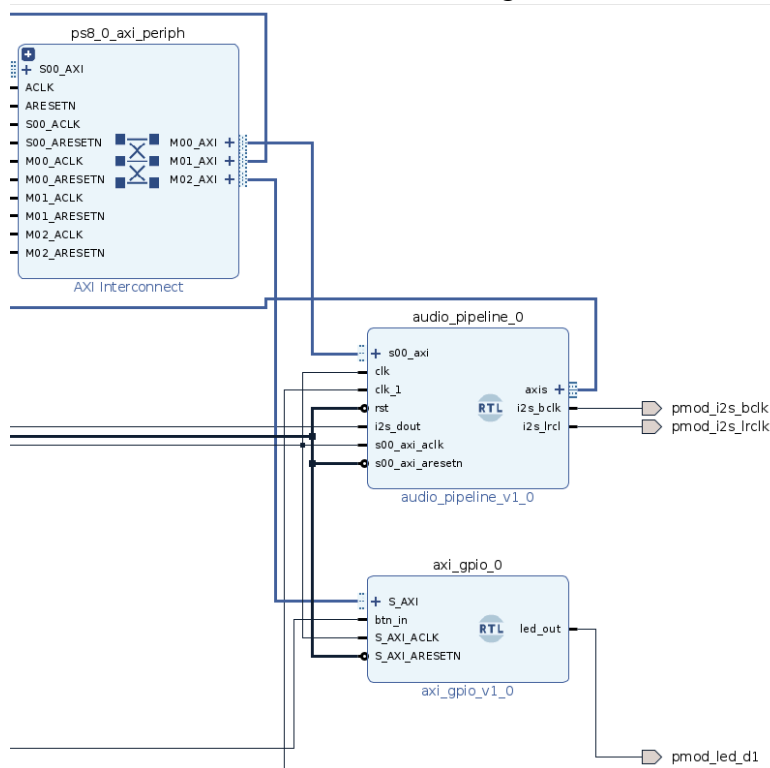 ps8_0_axi_periph
S00_AXI
ACLK
ARESETN
S00_ACLK
S00_ARESETN
M00_ACLK
M00_ARESETN
M01_ACLK
M01_ARESETN
M02_ACLK
M02_ARESETN
M00_AXI
M01_AXI
M02_AXI
AXI Interconnect
audio_pipeline_0
s00_axi
clk
clk_1
rst
i2s_dout
s00_axi_aclk
s00_axi_aresetn
RTL
axis
i2s_bclk
i2s_lrcl
audio_pipeline_v1_0
pmod_i2s_bclk
pmod_i2s_lrclk
axi_gpio_0
S_AXI
btn_in
S_AXI_ACLK
S_AXI_ARESETN
RTL
led_out
axi_gpio_v1_0
pmod_led_d1